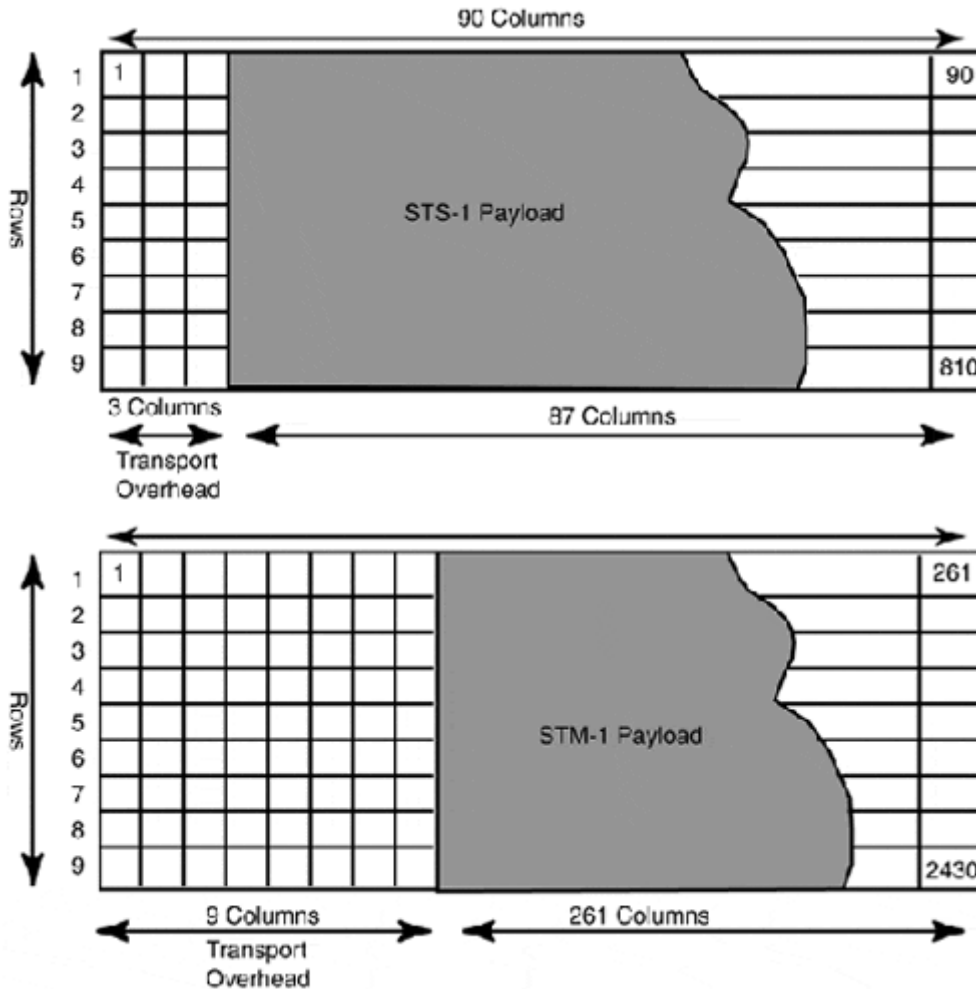 90 Columns
1 1 90
2
3
4
Rows
STS-1 Payload
5
6
7
8
9 810
3 Columns
87 Columns
Transport
Overhead
1 1 261
2
3
4
Rows
5
STM-1 Payload
6
7
8
9 2430
9 Columns
261 Columns
Transport
Overhead